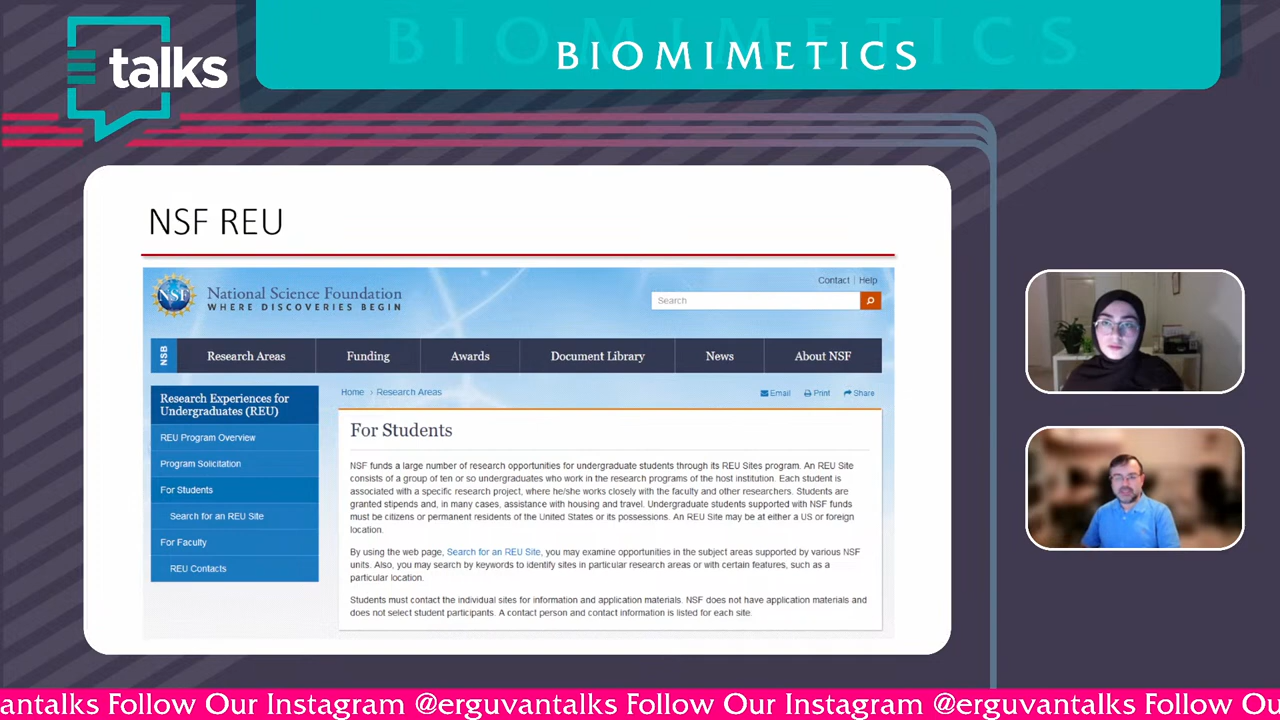 talks
BIOMIMETICS
BIOMIMETICS
NSF REU
NSF
National Science Foundation
WHERE DISCOVERIES BEGIN
Contact | Help
Search
NSB
Research Areas
Funding
Awards
Document Library
News
About NSF
Research Experiences for
Undergraduates (REU)
REU Program Overview
Program Solicitation
For Students
Search for an REU Site
For Faculty
REU Contacts
Home › Research Areas
Email
Print
Share
For Students
NSF funds a large number of research opportunities for undergraduate students through its REU Sites program. An REU Site
consists of a group of ten or so undergraduates who work in the research programs of the host institution. Each student is
associated with a specific research project, where he/she works closely with the faculty and other researchers. Students are
granted stipends and, in many cases, assistance with housing and travel. Undergraduate students supported with NSF funds
must be citizens or permanent residents of the United States or its possessions. An REU Site may be at either a US or foreign
location.
By using the web page, Search for an REU Site, you may examine opportunities in the subject areas supported by various NSF
units. Also, you may search by keywords to identify sites in particular research areas or with certain features, such as a
particular location.
Students must contact the individual sites for information and application materials. NSF does not have application materials and
does not select student participants. A contact person and contact information is listed for each site.
antalks Follow Our Instagram @erguvantalks Follow Our Instagram @erguvantalks Follow Ou